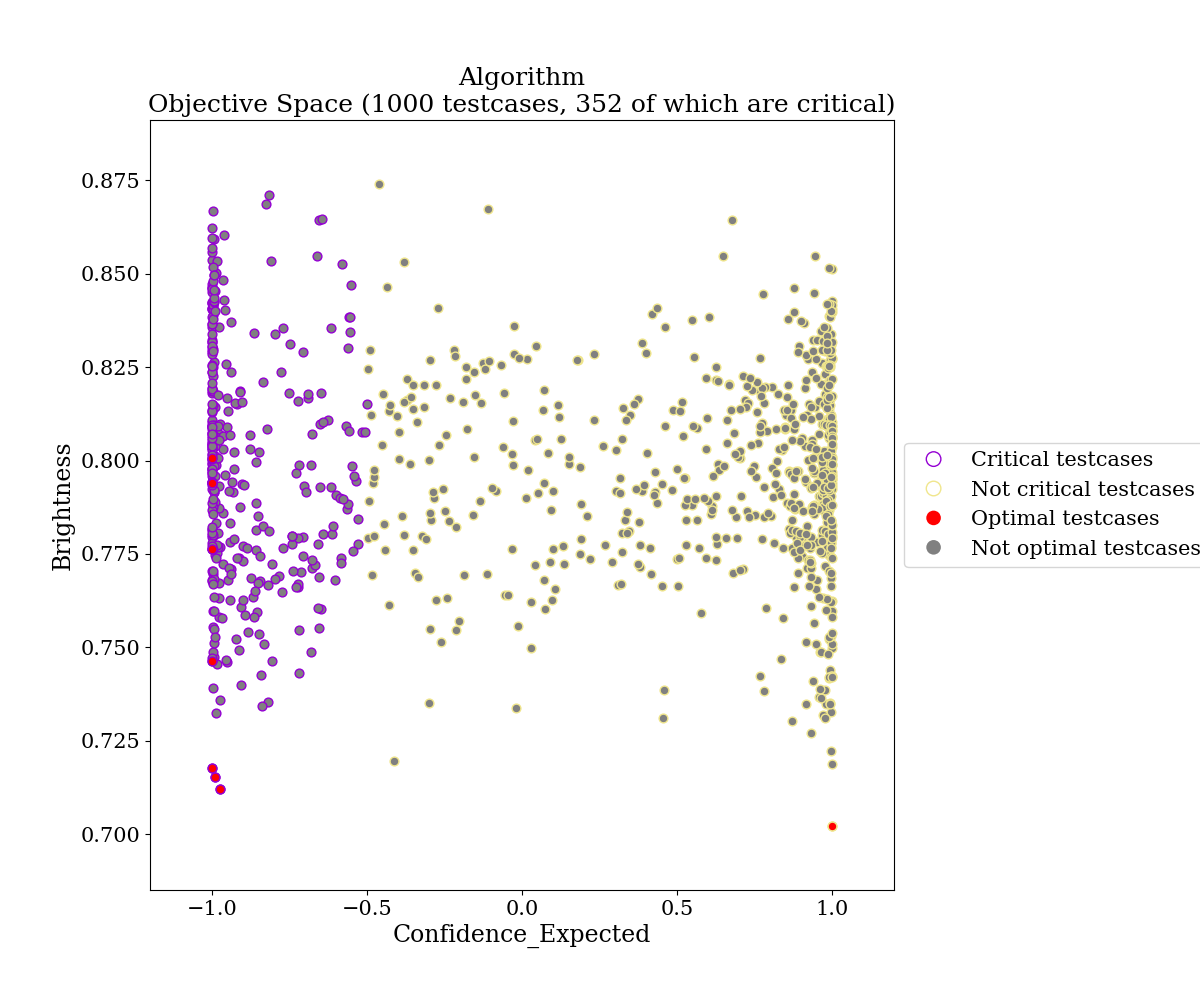 Algorithm
Objective Space (1000 testcases, 352 of which are critical)
0.875
0.850
0.825
0.800
0.775
0.750
0.725
0.700
Brightness
−1.0
−0.5
0.0
0.5
1.0
Confidence_Expected
Critical testcases
Not critical testcases
Optimal testcases
Not optimal testcases